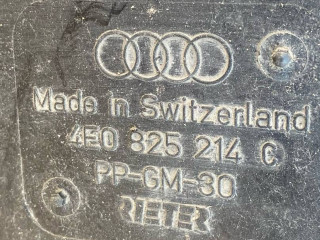 Made in Switzerland
4E0 825 214 C
PP-GM-30
RIETER